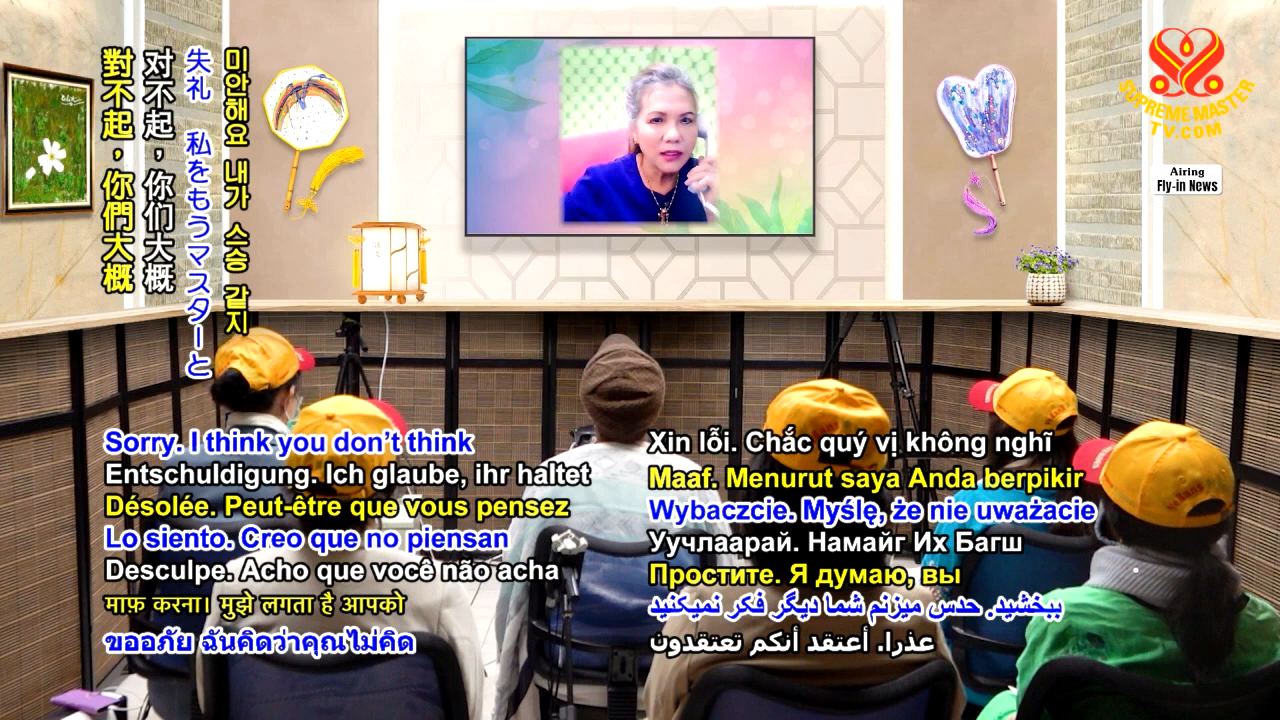 對不起，你們大概
对不起，你们大概
失礼　私をもうマスターと
미안해요 내가 스승 같지
SUPREME MASTER
TV.COM
Airing
Fly-in News
Sorry. I think you don’t think
Entschuldigung. Ich glaube, ihr haltet
Désolée. Peut-être que vous pensez
Lo siento. Creo que no piensan
Desculpe. Acho que você não acha
माफ़ करना। मुझे लगता है आपको
ขออภัย ฉันคิดว่าคุณไม่คิด
Xin lỗi. Chắc quý vị không nghĩ
Maaf. Menurut saya Anda berpikir
Wybaczcie. Myślę, że nie uważacie
Уучлаарай. Намайг Их Багш
Простите. Я думаю, вы
ببخشید. حدس میزنم شما دیگر فکر نمیکنید
عذرا. أعتقد أنكم تعتقدون